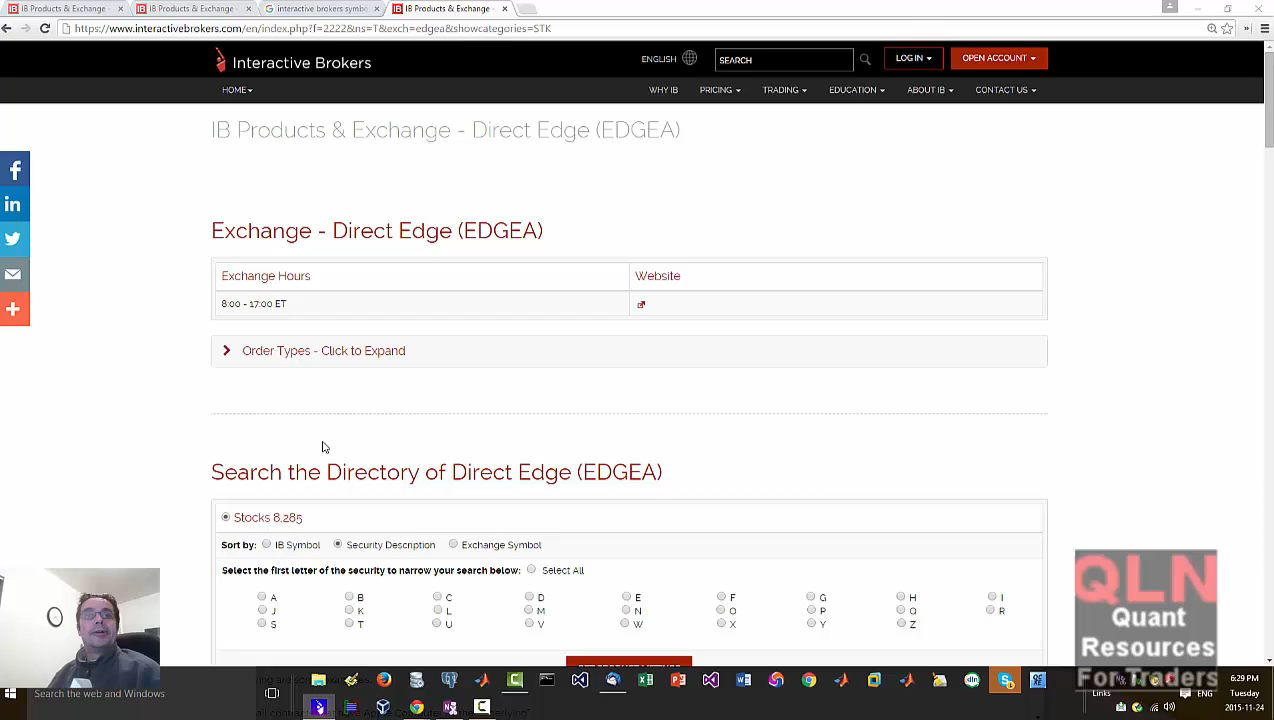 IB Products & Exchange -
IB Products & Exchange -
interactive brokers symbo
IB Products & Exchange -
https://www.interactivebrokers.com/en/index.php?f=2222&ns=T&exch=edgea&showcategories=STK
Interactive Brokers
ENGLISH
SEARCH
LOG IN
OPEN ACCOUNT
HOME
WHY IB
PRICING
TRADING
EDUCATION
ABOUT IB
CONTACT US
IB Products & Exchange - Direct Edge (EDGEA)
Exchange - Direct Edge (EDGEA)
Exchange Hours
Website
8:00 - 17:00 ET
Order Types - Click to Expand
Search the Directory of Direct Edge (EDGEA)
Stocks 8,285
Sort by: IB Symbol Security Description Exchange Symbol
Select the first letter of the security to narrow your search below: Select All
A B C D E F G H I
J K L M N O P Q R
S T U V W X Y Z
QLN
Quant
Resources
For Traders
Search the web and Windows
Links
ENG
6:29 PM
Tuesday
2015-11-24